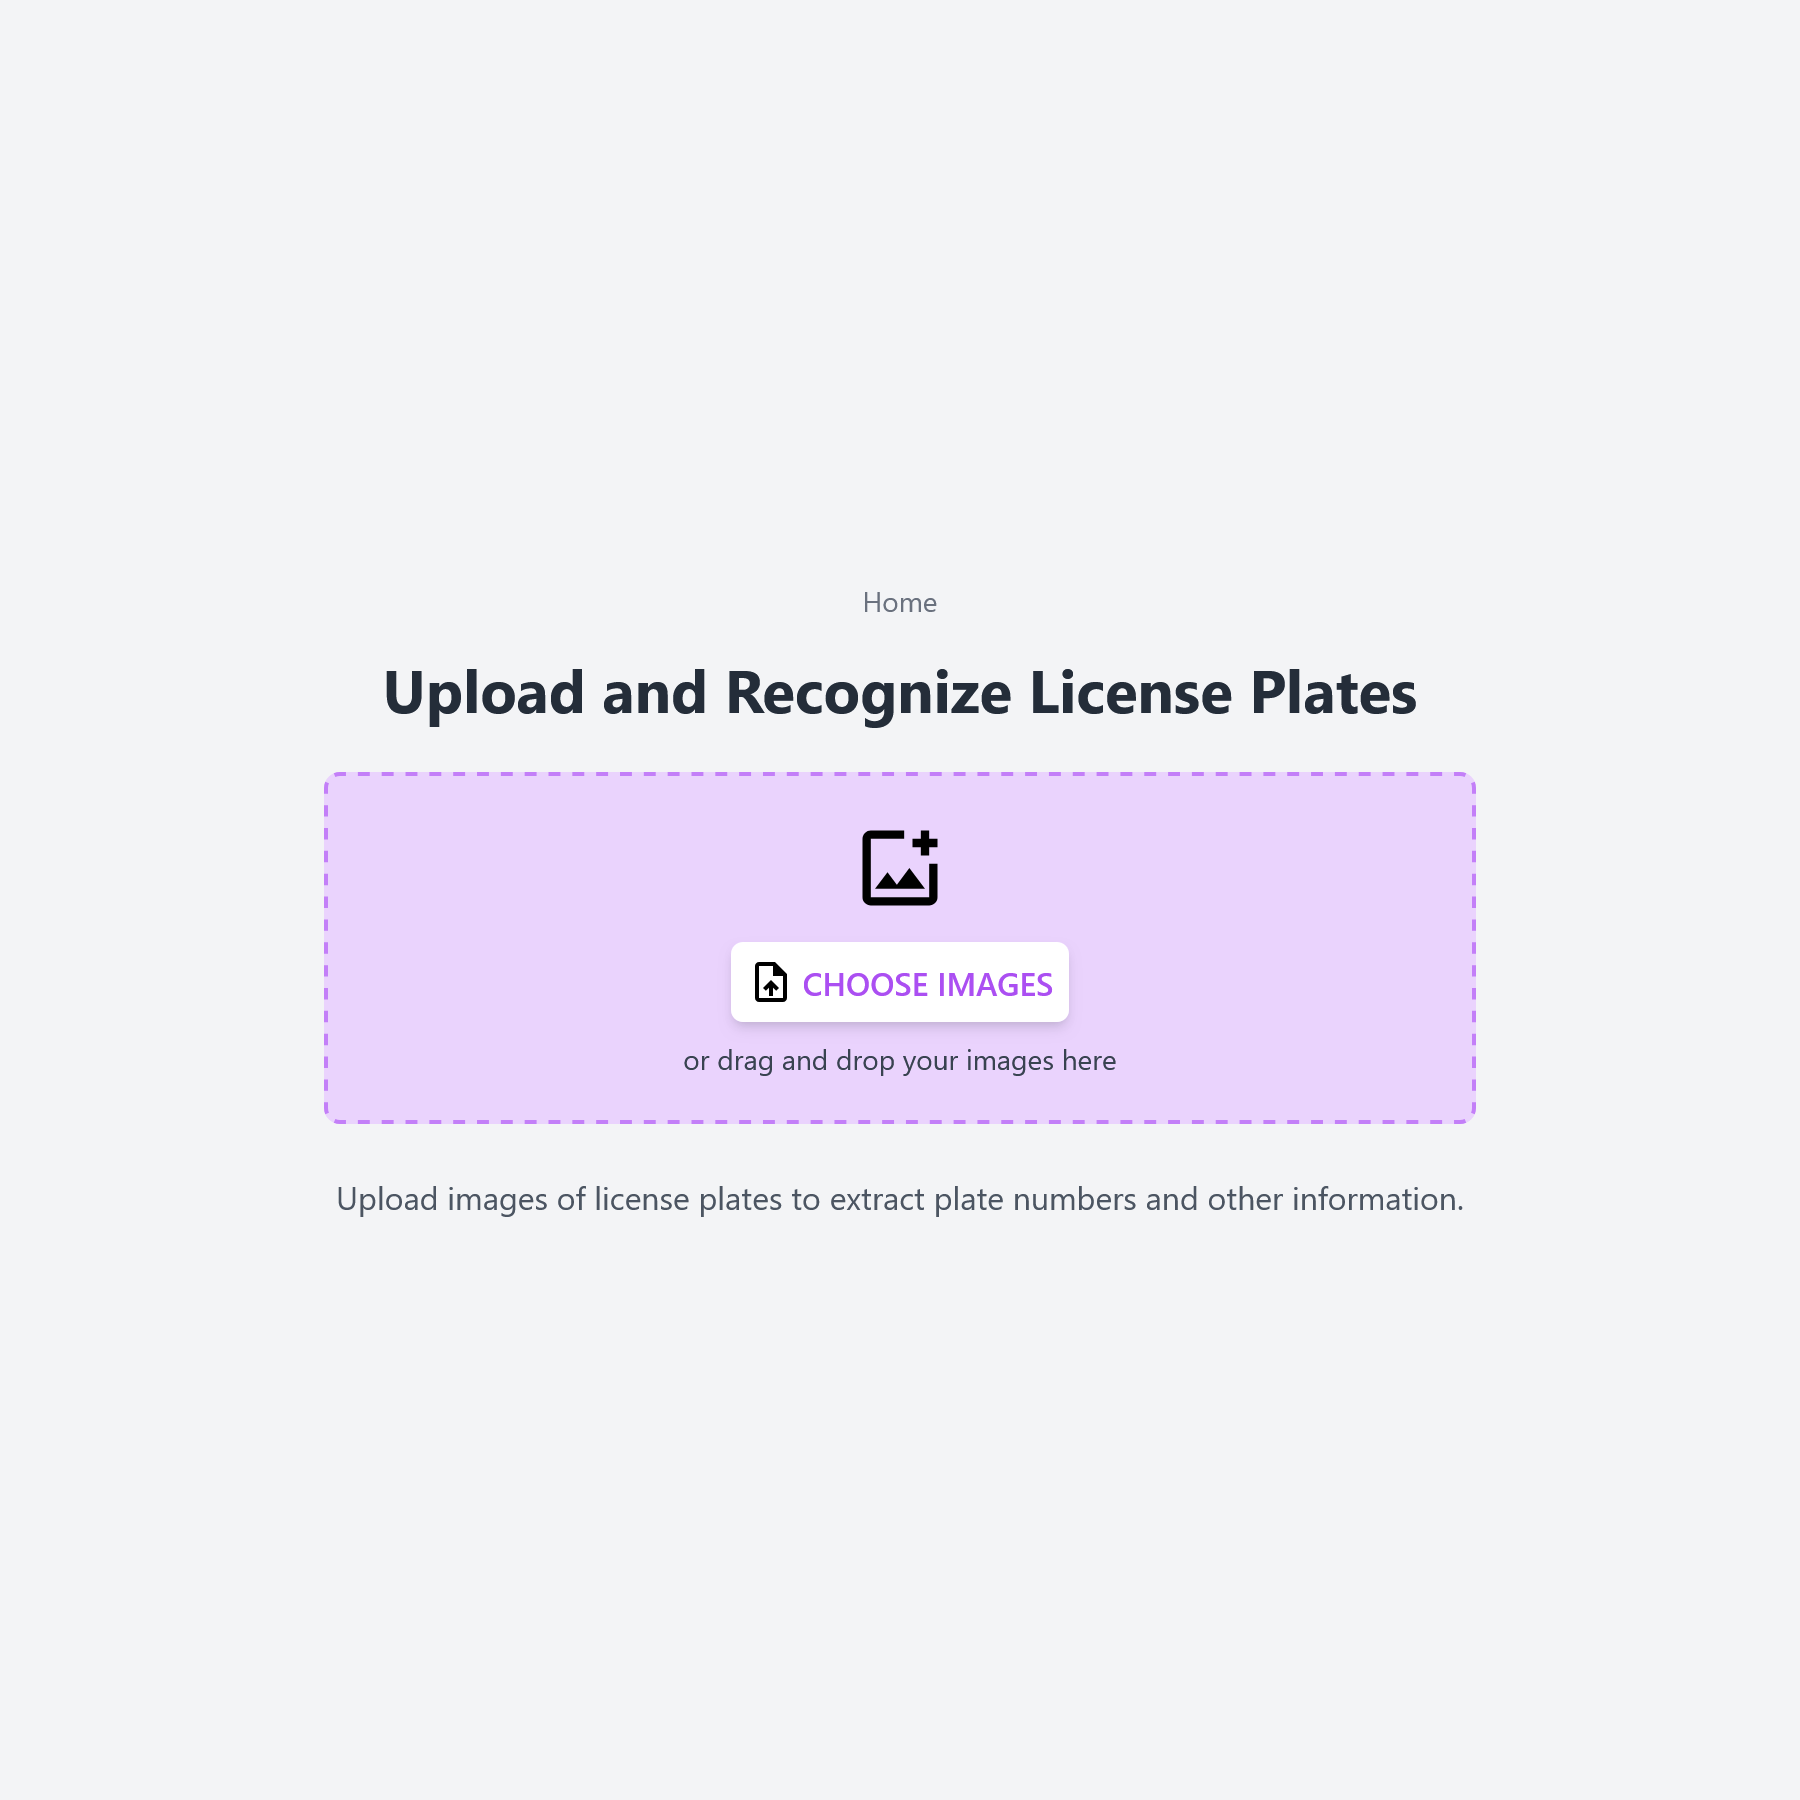 Home
Upload and Recognize License Plates
CHOOSE IMAGES
or drag and drop your images here
Upload images of license plates to extract plate numbers and other information.